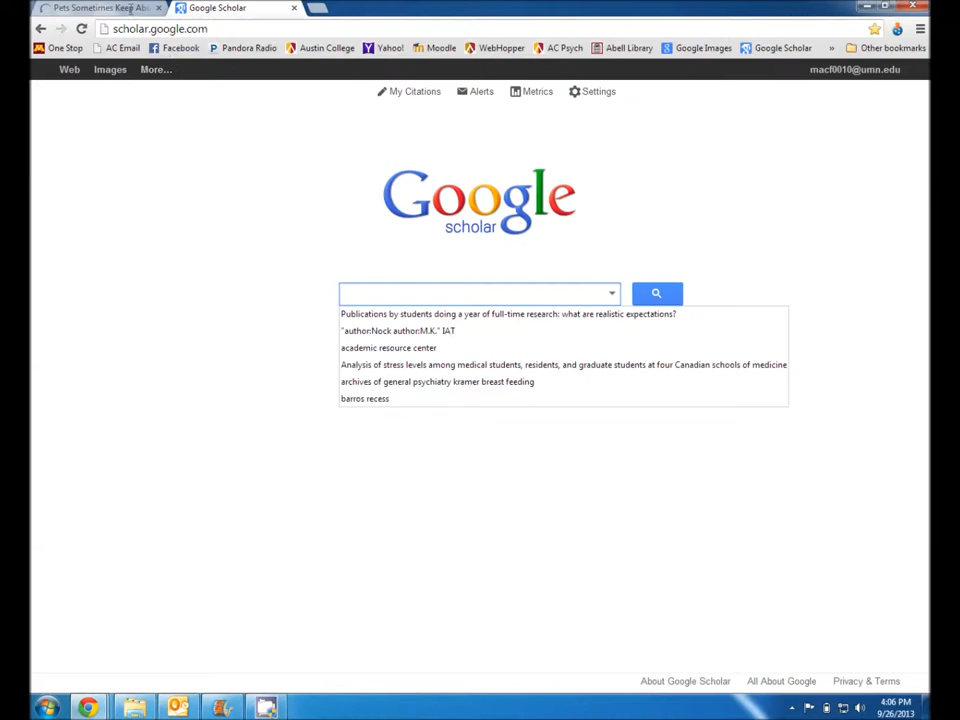 Pets Sometimes Keep Abu
Google Scholar
scholar.google.com
One Stop AC Email Facebook Pandora Radio Austin College Yahoo! Moodle WebHopper AC Psych Abell Library Google Images Google Scholar » Other bookmarks
Web Images More... macf0010@umn.edu
My Citations Alerts Metrics Settings
Google
scholar
Publications by students doing a year of full-time research: what are realistic expectations?
"author:Nock author:M.K." IAT
academic resource center
Analysis of stress levels among medical students, residents, and graduate students at four Canadian schools of medicine
archives of general psychiatry kramer breast feeding
barros recess
About Google Scholar All About Google Privacy & Terms
4:06 PM
9/26/2013